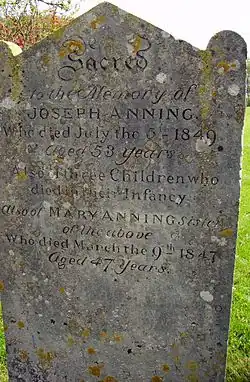 Sacred
to the Memory of
JOSEPH ANNING,
Who died July the 5th 1849
Aged 53 Years.
Also of three Children who
died in their Infancy.
also of MARY ANNING, sister
of the above
Who died March the 9th 1847
Aged 47 Years.